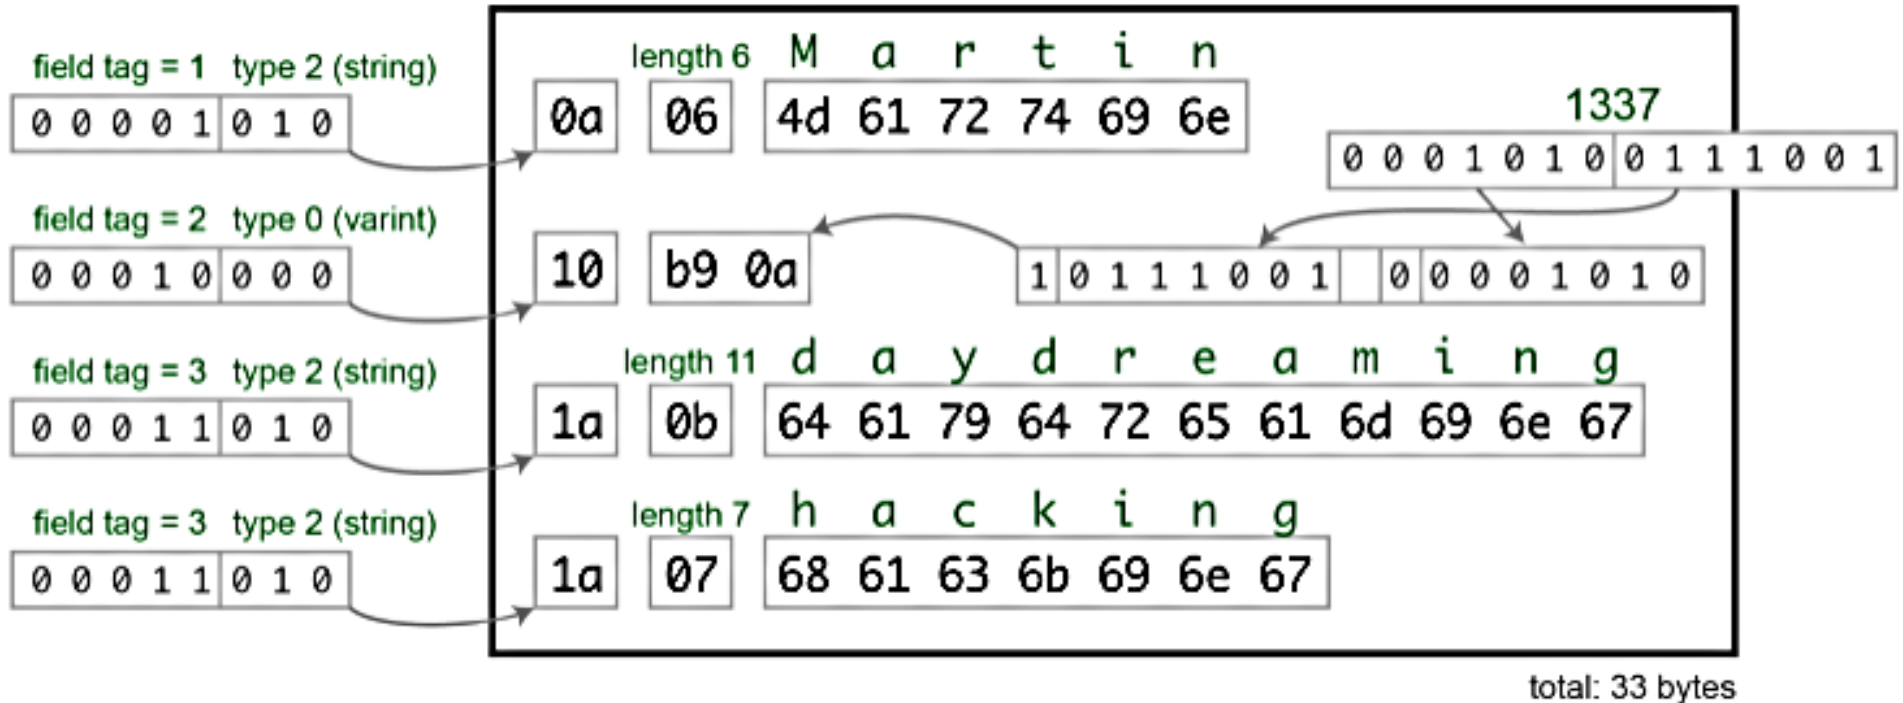 length 6 M a r t i n
field tag = 1 type 2 (string)
0 0 0 0 1 0 1 0 0a 06 4d 61 72 74 69 6e
1337
0 0 0 1 0 1 0 0 1 1 1 0 0 1
field tag = 2 type 0 (varint)
0 0 0 1 0 0 0 0 10 b9 0a 1 0 1 1 1 0 0 1 0 0 0 0 1 0 1 0
length 11 d a y d r e a m i n g
field tag = 3 type 2 (string)
0 0 0 1 1 0 1 0 1a 0b 64 61 79 64 72 65 61 6d 69 6e 67
length 7 h a c k i n g
field tag = 3 type 2 (string)
0 0 0 1 1 0 1 0 1a 07 68 61 63 6b 69 6e 67
total: 33 bytes